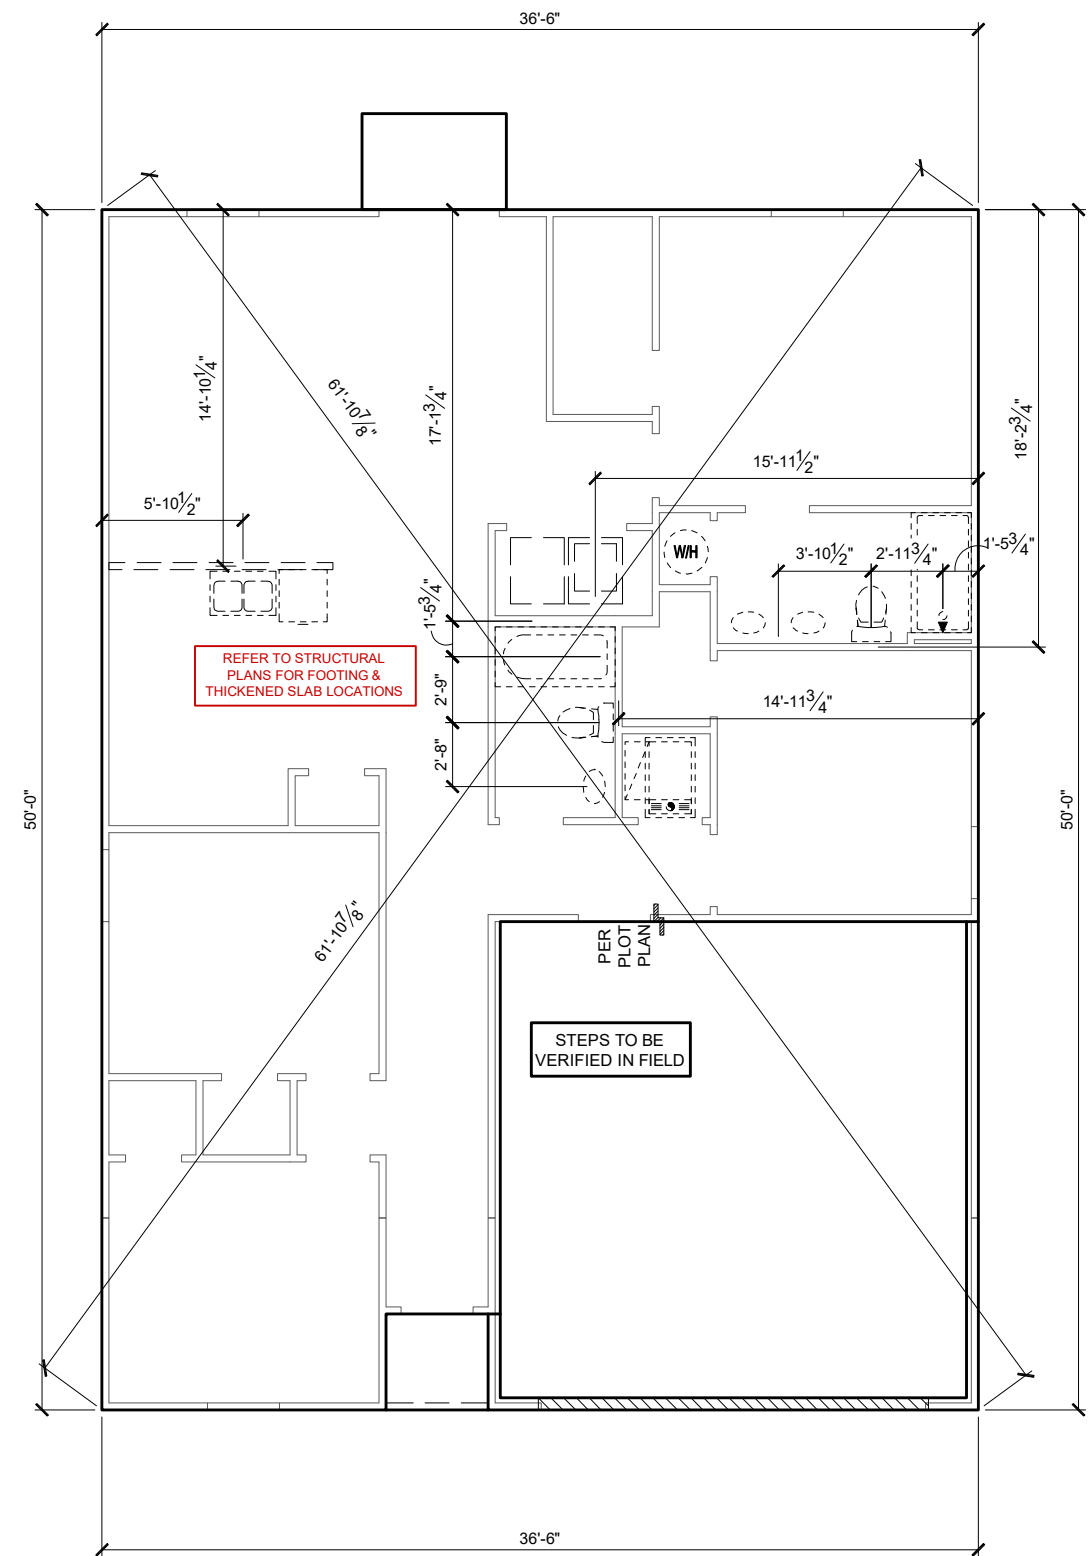 36'-6"
61'-10⅞"
14'-10¼"
17'-1¾"
18'-2¾"
15'-11½"
5'-10½"
W/H
3'-10½"
2'-11¾"
1'-5¾"
1'-5¾"
REFER TO STRUCTURAL
PLANS FOR FOOTING &
THICKENED SLAB LOCATIONS
2'-9"
14'-11¾"
2'-8"
50'-0"
50'-0"
61'-10⅞"
PER
PLOT
PLAN
STEPS TO BE
VERIFIED IN FIELD
36'-6"